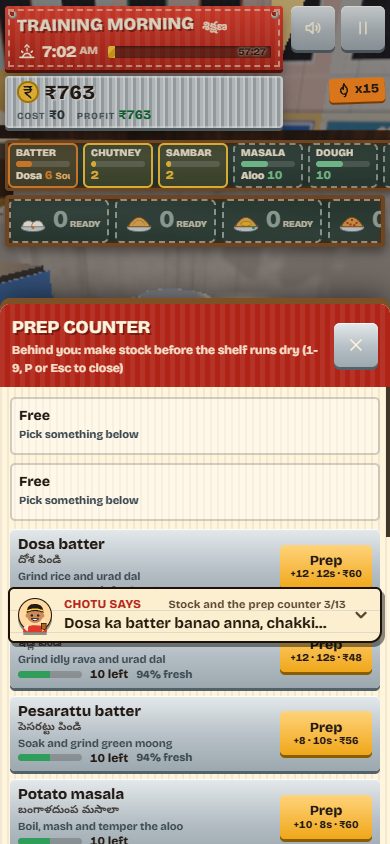 TRAINING MORNING శిక్షణ
7:02 AM 57:27
₹ ₹763
COST ₹0 PROFIT ₹763
x15
BATTER CHUTNEY SAMBAR MASALA DOUGH
Dosa 6 2 2 Aloo 10 10
0 READY 0 READY 0 READY 0
PREP COUNTER
Behind you: make stock before the shelf runs dry (1-
9, P or Esc to close)
Free
Pick something below
Free
Pick something below
Dosa batter
దోశ పిండి
Grind rice and urad dal
Prep
+12 · 12s · ₹60
CHOTU SAYS Stock and the prep counter 3/13
Dosa ka batter banao anna, chakki...
Grind idly rava and urad dal
10 left 94% fresh
Prep
+12 · 12s · ₹48
Pesarattu batter
పెసరట్టు పిండి
Soak and grind green moong
10 left 94% fresh
Prep
+8 · 10s · ₹56
Potato masala
బంగాళదుంప మసాలా
Boil, mash and temper the aloo
10 left 94% fresh
Prep
+10 · 8s · ₹60